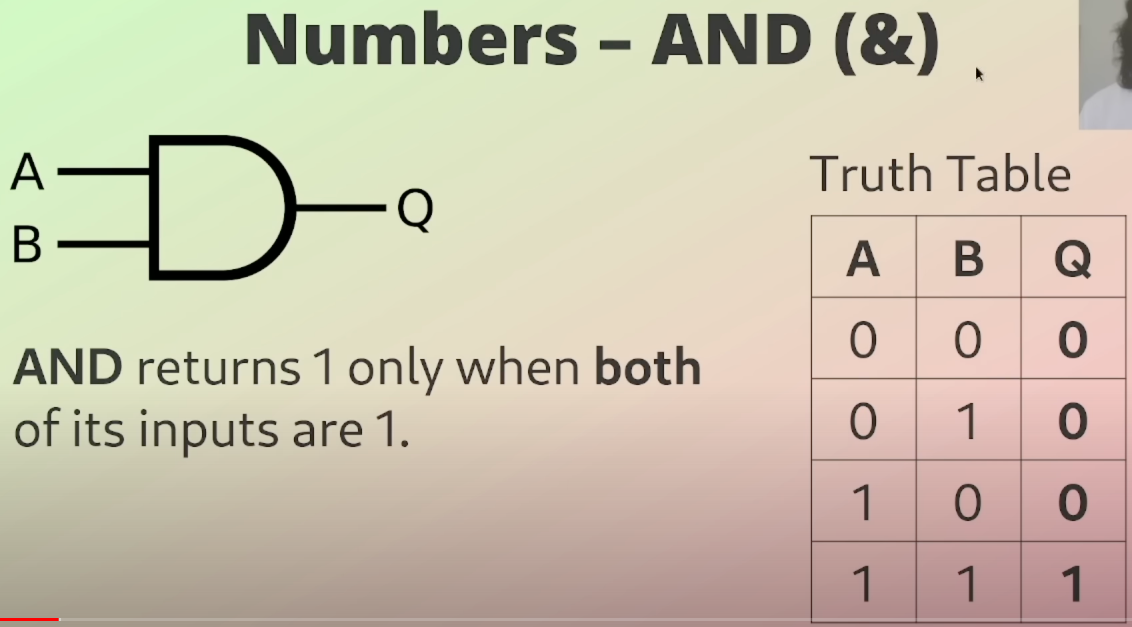 Numbers – AND (&)
A
B
Q
AND returns 1 only when both
of its inputs are 1.
Truth Table
A B Q
0 0 0
0 1 0
1 0 0
1 1 1